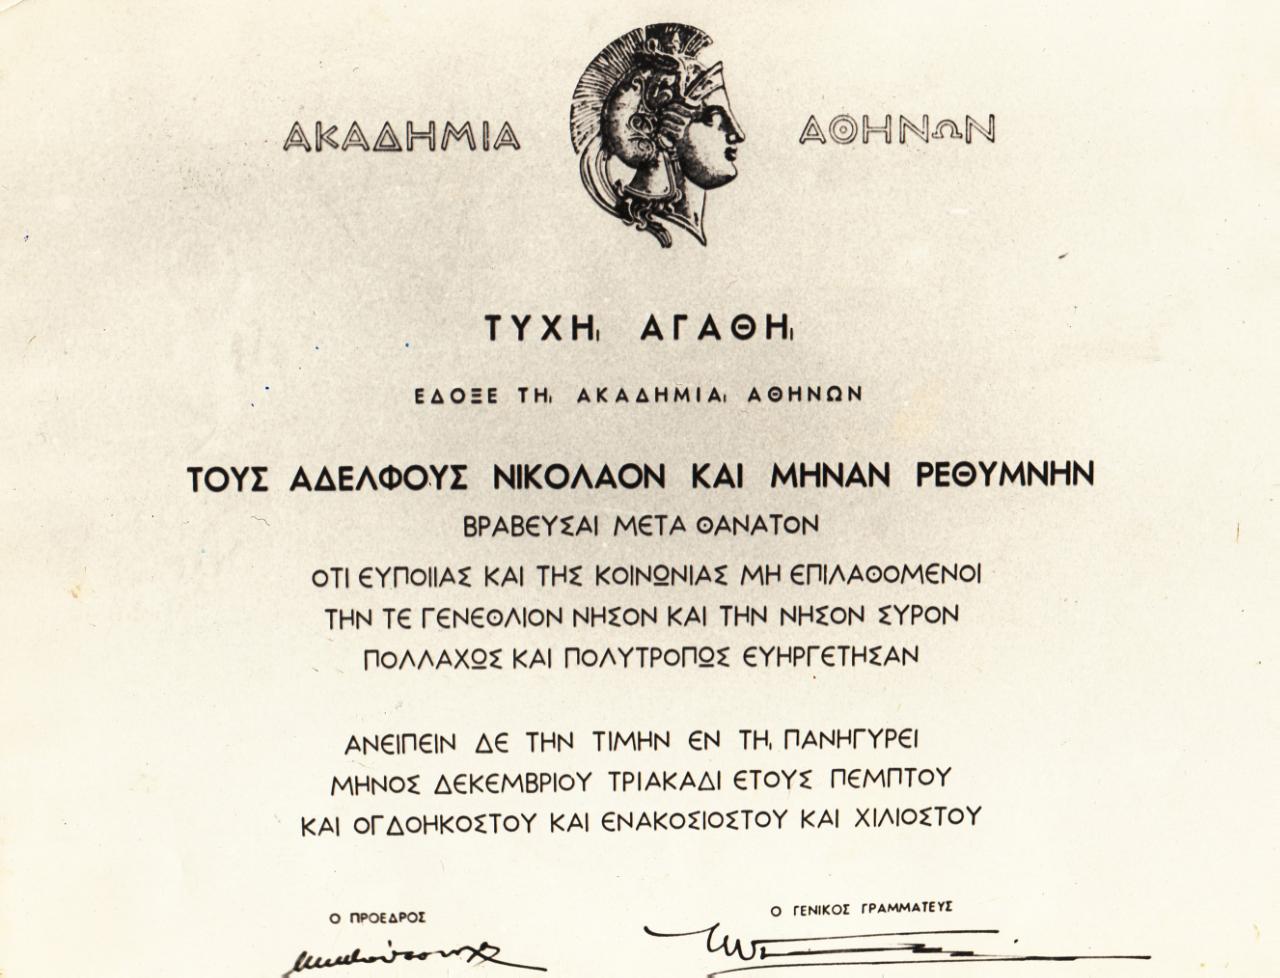 ΑΚΑΔΗΜΙΑ ΑΘΗΝΩΝ
ΤΥΧΗι ΑΓΑΘΗι
ΕΔΟΞΕ ΤΗι ΑΚΑΔΗΜΙΑι ΑΘΗΝΩΝ
ΤΟΥΣ ΑΔΕΛΦΟΥΣ ΝΙΚΟΛΑΟΝ ΚΑΙ ΜΗΝΑΝ ΡΕΘΥΜΝΗΝ
ΒΡΑΒΕΥΣΑΙ ΜΕΤΑ ΘΑΝΑΤΟΝ
ΟΤΙ ΕΥΠΟΙΙΑΣ ΚΑΙ ΤΗΣ ΚΟΙΝΩΝΙΑΣ ΜΗ ΕΠΙΛΑΘΟΜΕΝΟΙ
ΤΗΝ ΤΕ ΓΕΝΕΘΛΙΟΝ ΝΗΣΟΝ ΚΑΙ ΤΗΝ ΝΗΣΟΝ ΣΥΡΟΝ
ΠΟΛΛΑΧΩΣ ΚΑΙ ΠΟΛΥΤΡΟΠΩΣ ΕΥΗΡΓΕΤΗΣΑΝ
ΑΝΕΙΠΕΙΝ ΔΕ ΤΗΝ ΤΙΜΗΝ ΕΝ ΤΗι ΠΑΝΗΓΥΡΕΙ
ΜΗΝΟΣ ΔΕΚΕΜΒΡΙΟΥ ΤΡΙΑΚΑΔΙ ΕΤΟΥΣ ΠΕΜΠΤΟΥ
ΚΑΙ ΟΓΔΟΗΚΟΣΤΟΥ ΚΑΙ ΕΝΑΚΟΣΙΟΣΤΟΥ ΚΑΙ ΧΙΛΙΟΣΤΟΥ
Ο ΠΡΟΕΔΡΟΣ
Ο ΓΕΝΙΚΟΣ ΓΡΑΜΜΑΤΕΥΣ